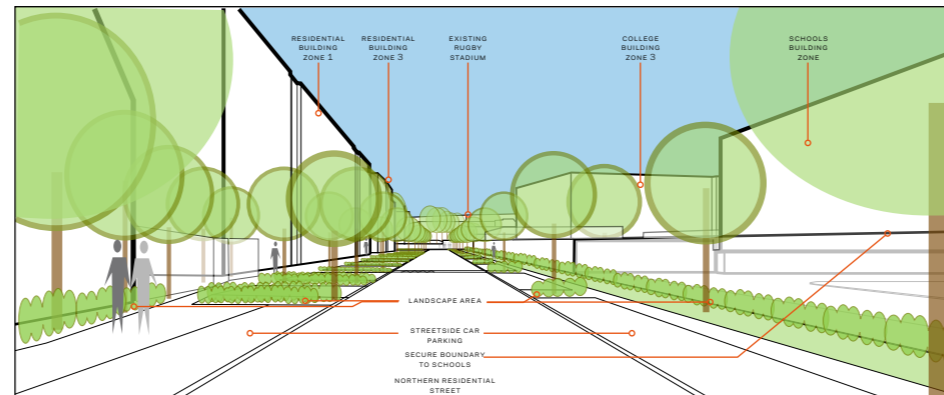 RESIDENTIAL
BUILDING
ZONE 1
RESIDENTIAL
BUILDING
ZONE 3
EXISTING
RUGBY
STADIUM
COLLEGE
BUILDING
ZONE 3
SCHOOLS
BUILDING
ZONE
LANDSCAPE AREA
STREETSIDE CAR
PARKING
SECURE BOUNDARY
TO SCHOOLS
NORTHERN RESIDENTIAL
STREET